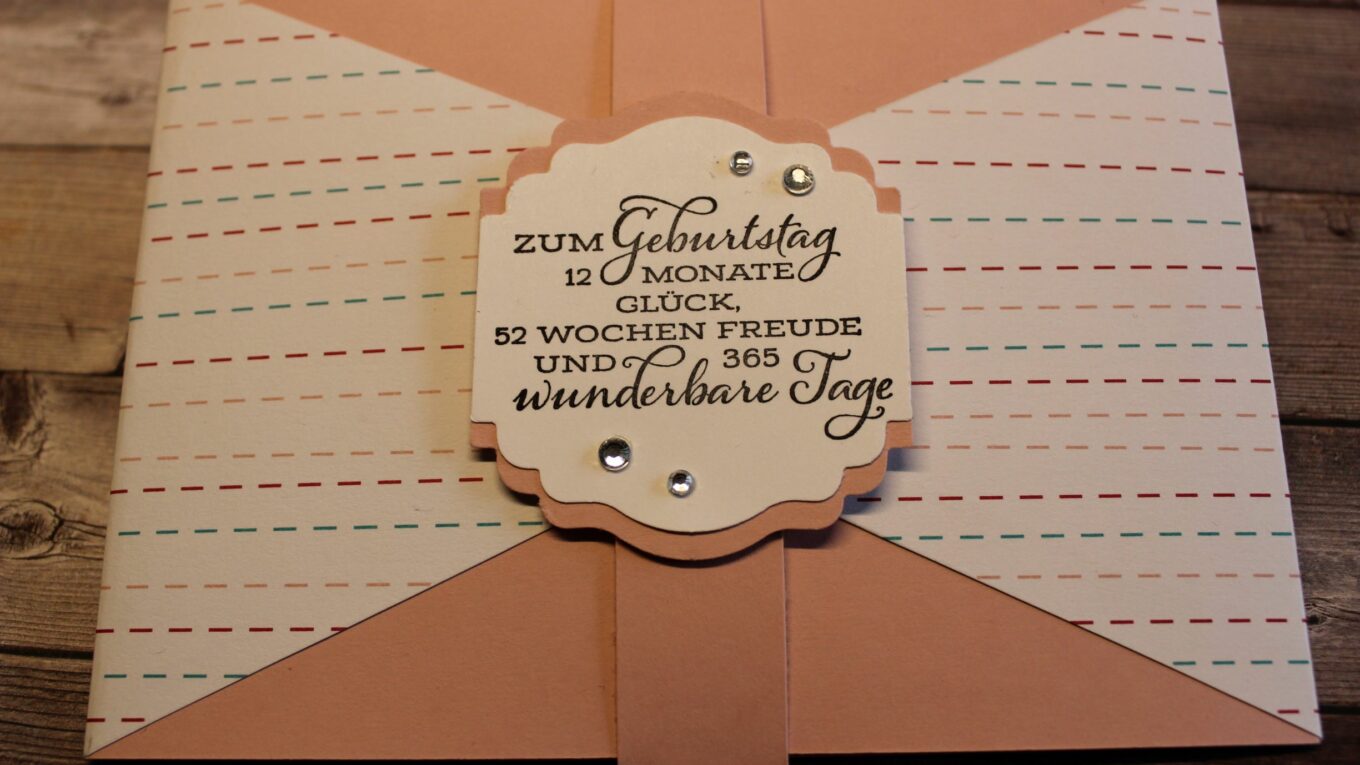 ZUM Geburtstag
12 MONATE
GLÜCK,
52 WOCHEN FREUDE
UND 365
wunderbare Tage